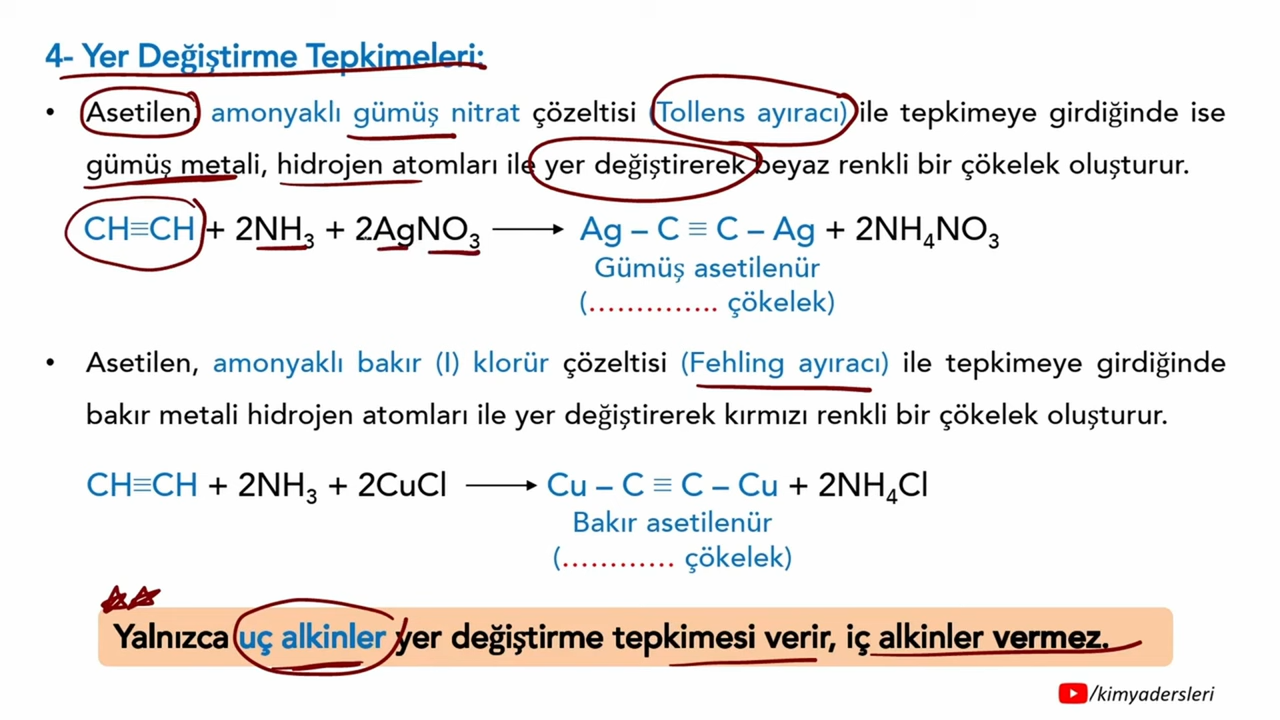 4- Yer Değiştirme Tepkimeleri:
• Asetilen, amonyaklı gümüş nitrat çözeltisi (Tollens ayıracı) ile tepkimeye girdiğinde ise
gümüş metali, hidrojen atomları ile yer değiştirerek beyaz renkli bir çökelek oluşturur.
CH≡CH + 2NH₃ + 2AgNO₃ → Ag – C ≡ C – Ag + 2NH₄NO₃
Gümüş asetilenür
(.............. çökelek)
• Asetilen, amonyaklı bakır (I) klorür çözeltisi (Fehling ayıracı) ile tepkimeye girdiğinde
bakır metali hidrojen atomları ile yer değiştirerek kırmızı renkli bir çökelek oluşturur.
CH≡CH + 2NH₃ + 2CuCl → Cu – C ≡ C – Cu + 2NH₄Cl
Bakır asetilenür
(............ çökelek)
Yalnızca uç alkinler yer değiştirme tepkimesi verir, iç alkinler vermez.
/kimyadersleri